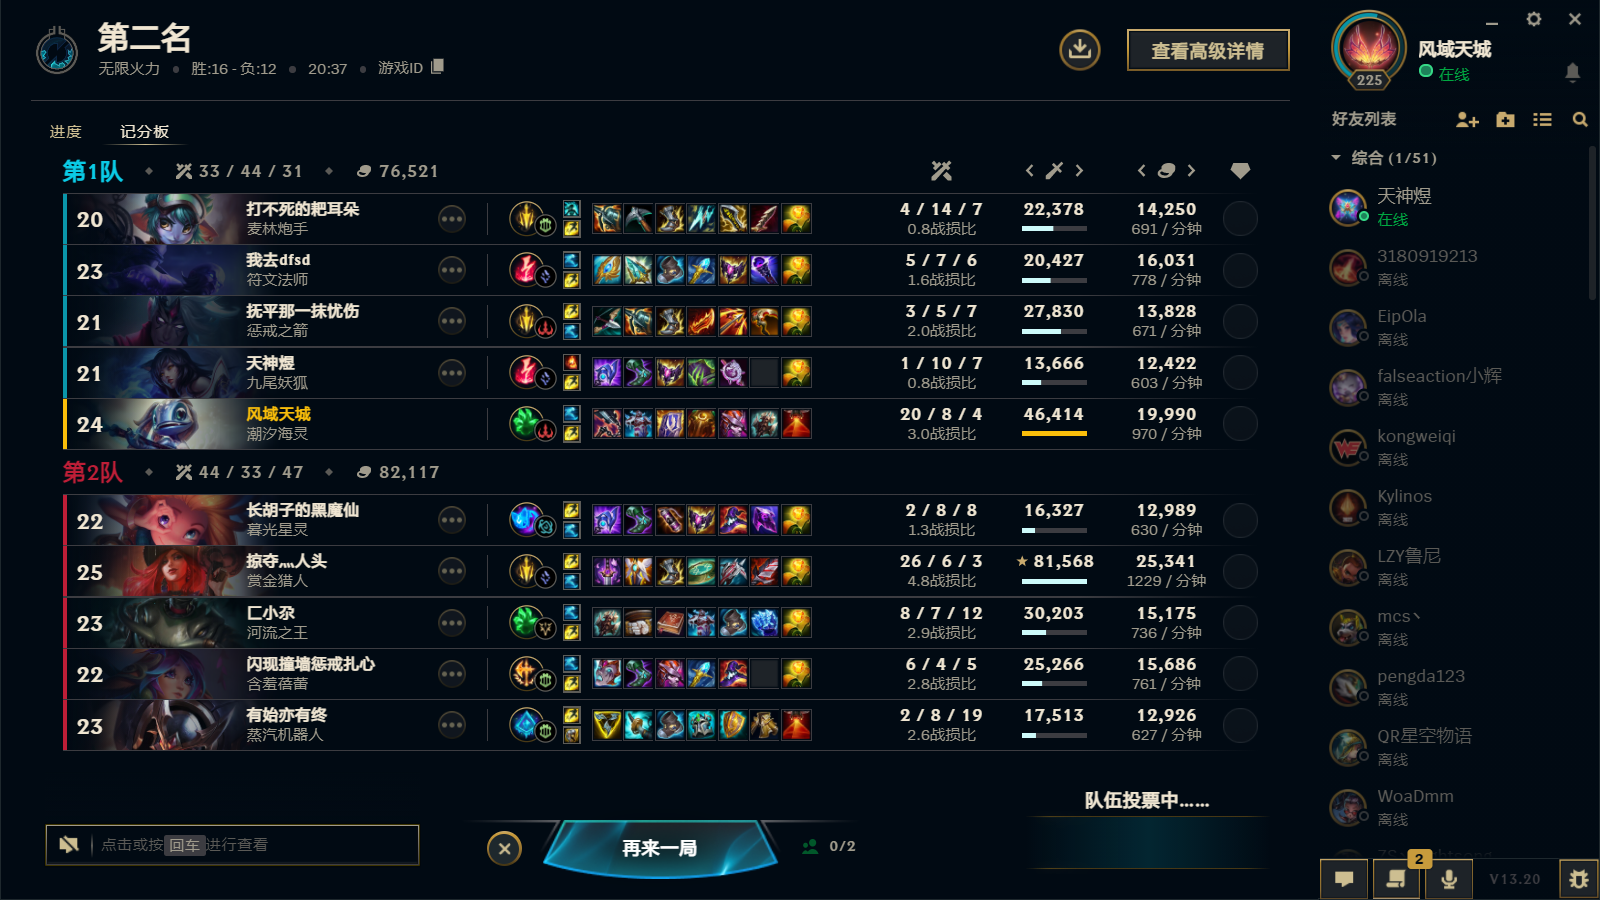 第二名
无限火力 胜:16 - 负:12 20:37 游戏ID
查看高级详情
225
风域天城
在线
进度 记分板
第1队 33 / 44 / 31 76,521
20 打不死的耙耳朵 4 / 14 / 7 22,378 14,250
麦林炮手 0.8战损比 691 / 分钟
23 我去dfsd 5 / 7 / 6 20,427 16,031
符文法师 1.6战损比 778 / 分钟
21 抚平那一抹忧伤 3 / 5 / 7 27,830 13,828
惩戒之箭 2.0战损比 671 / 分钟
21 天神煜 1 / 10 / 7 13,666 12,422
九尾妖狐 0.8战损比 603 / 分钟
24 风域天城 20 / 8 / 4 46,414 19,990
潮汐海灵 3.0战损比 970 / 分钟
第2队 44 / 33 / 47 82,117
22 长胡子的黑魔仙 2 / 8 / 8 16,327 12,989
暮光星灵 1.3战损比 630 / 分钟
25 掠夺灬人头 26 / 6 / 3 81,568 25,341
赏金猎人 4.8战损比 1229 / 分钟
23 匚小尕 8 / 7 / 12 30,203 15,175
河流之王 2.9战损比 736 / 分钟
22 闪现撞墙惩戒扎心 6 / 4 / 5 25,266 15,686
含羞蓓蕾 2.8战损比 761 / 分钟
23 有始亦有终 2 / 8 / 19 17,513 12,926
蒸汽机器人 2.6战损比 627 / 分钟
队伍投票中......
点击或按回车进行查看
再来一局
0/2
好友列表
综合 (1/51)
天神煜
在线
3180919213
离线
EipOla
离线
falseaction小辉
离线
kongweiqi
离线
Kylinos
离线
LZY鲁尼
离线
mcs丶
离线
pengda123
离线
QR星空物语
离线
WoaDmm
离线
2
V13.20